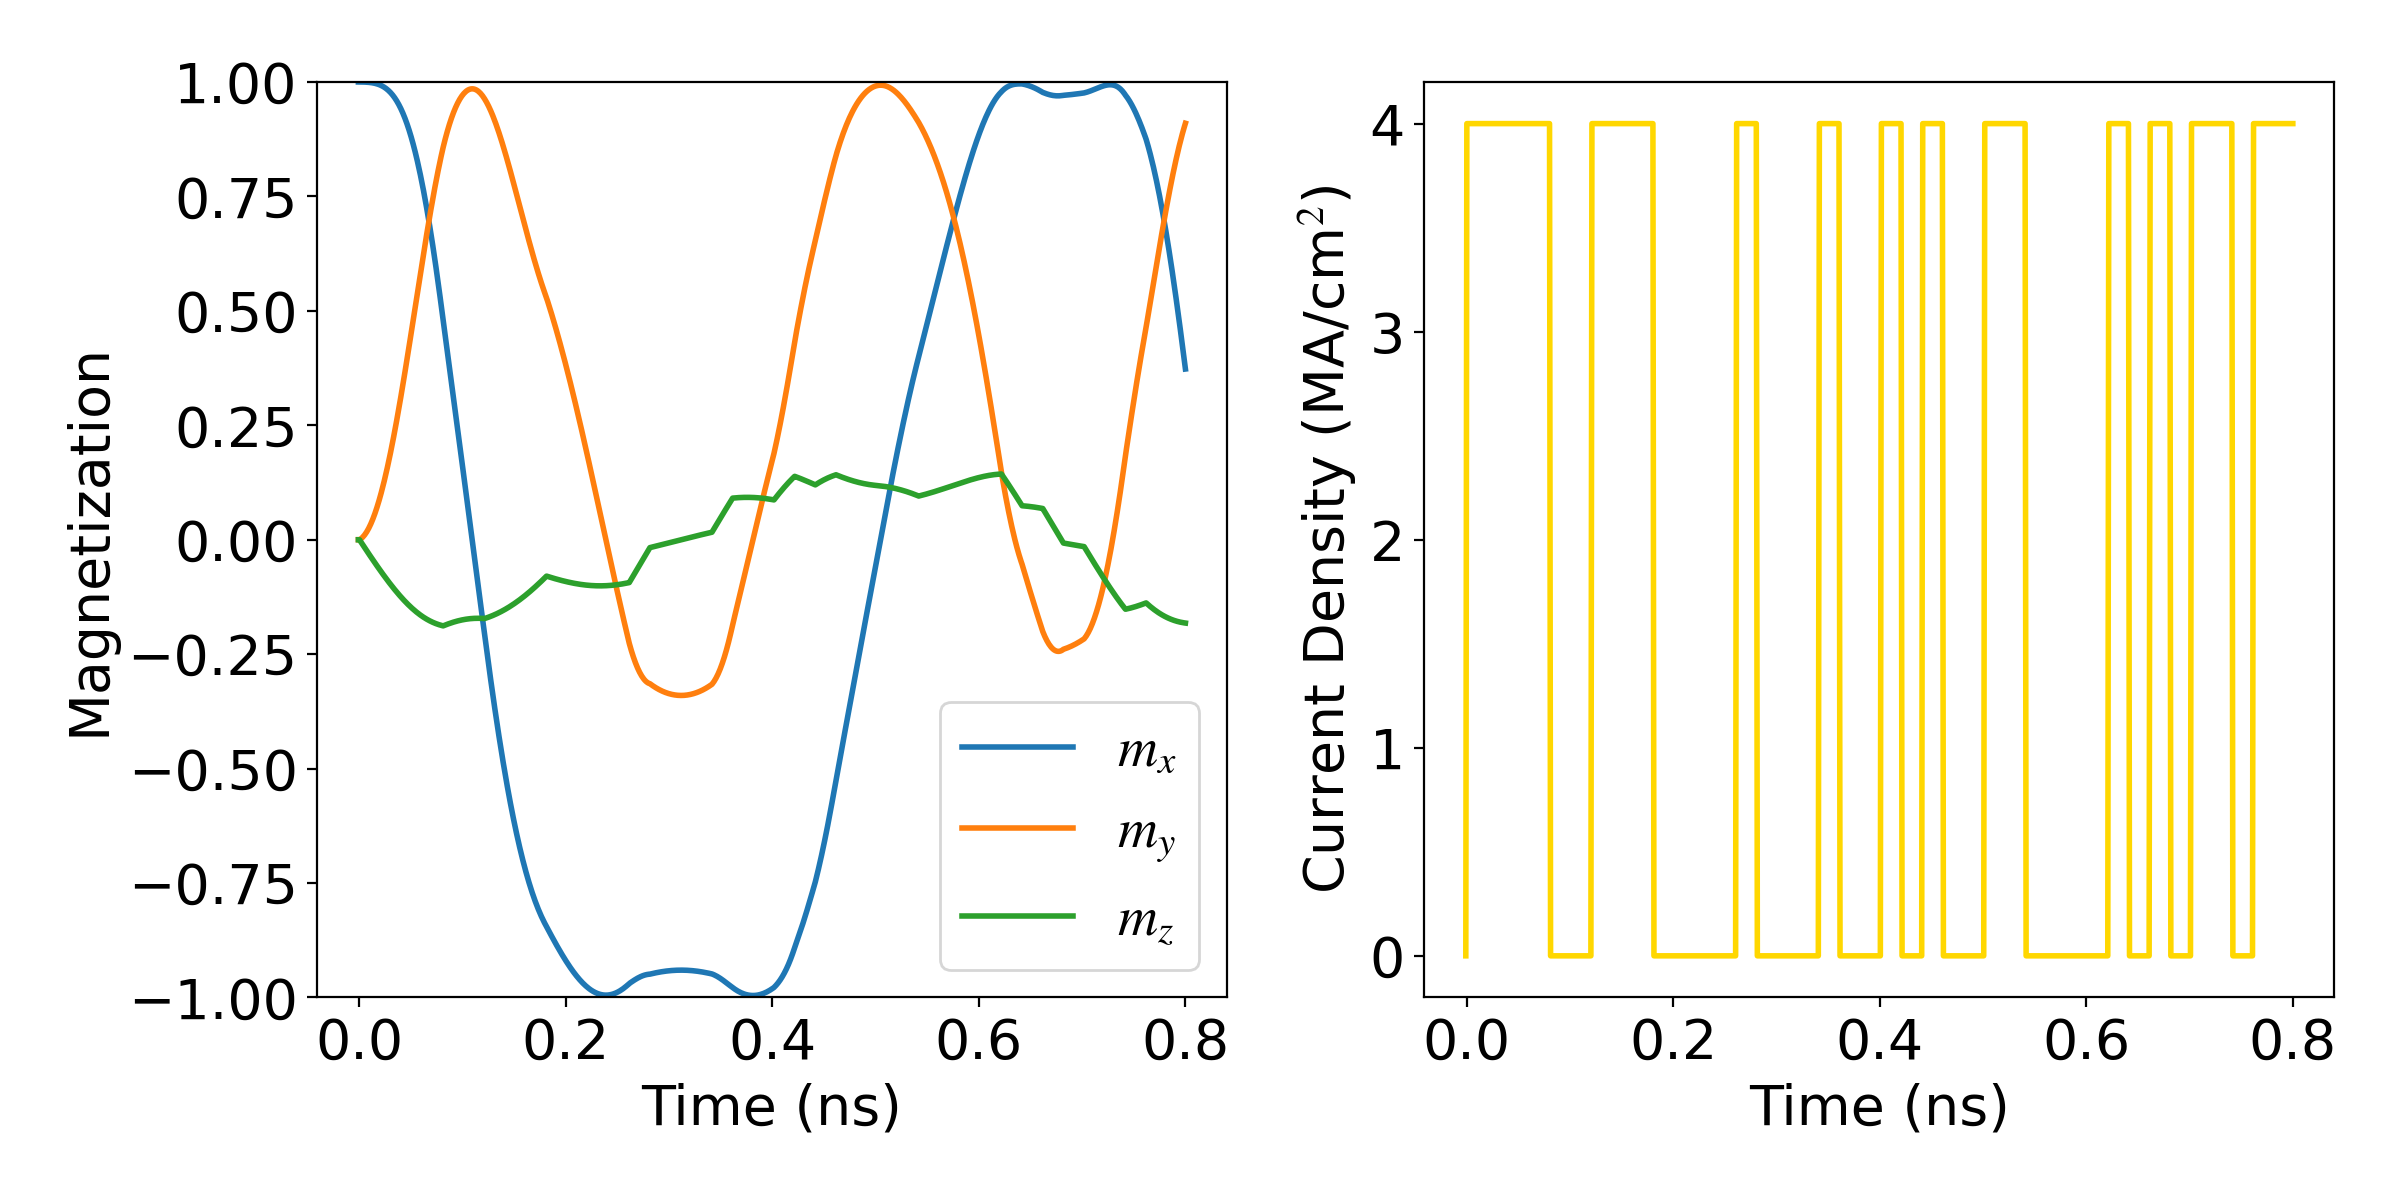 1.00
0.75
0.50
0.25
0.00
−0.25
−0.50
−0.75
−1.00
Magnetization
0.0 0.2 0.4 0.6 0.8
Time (ns)
m_x
m_y
m_z
4
3
2
1
0
Current Density (MA/cm²)
0.0 0.2 0.4 0.6 0.8
Time (ns)